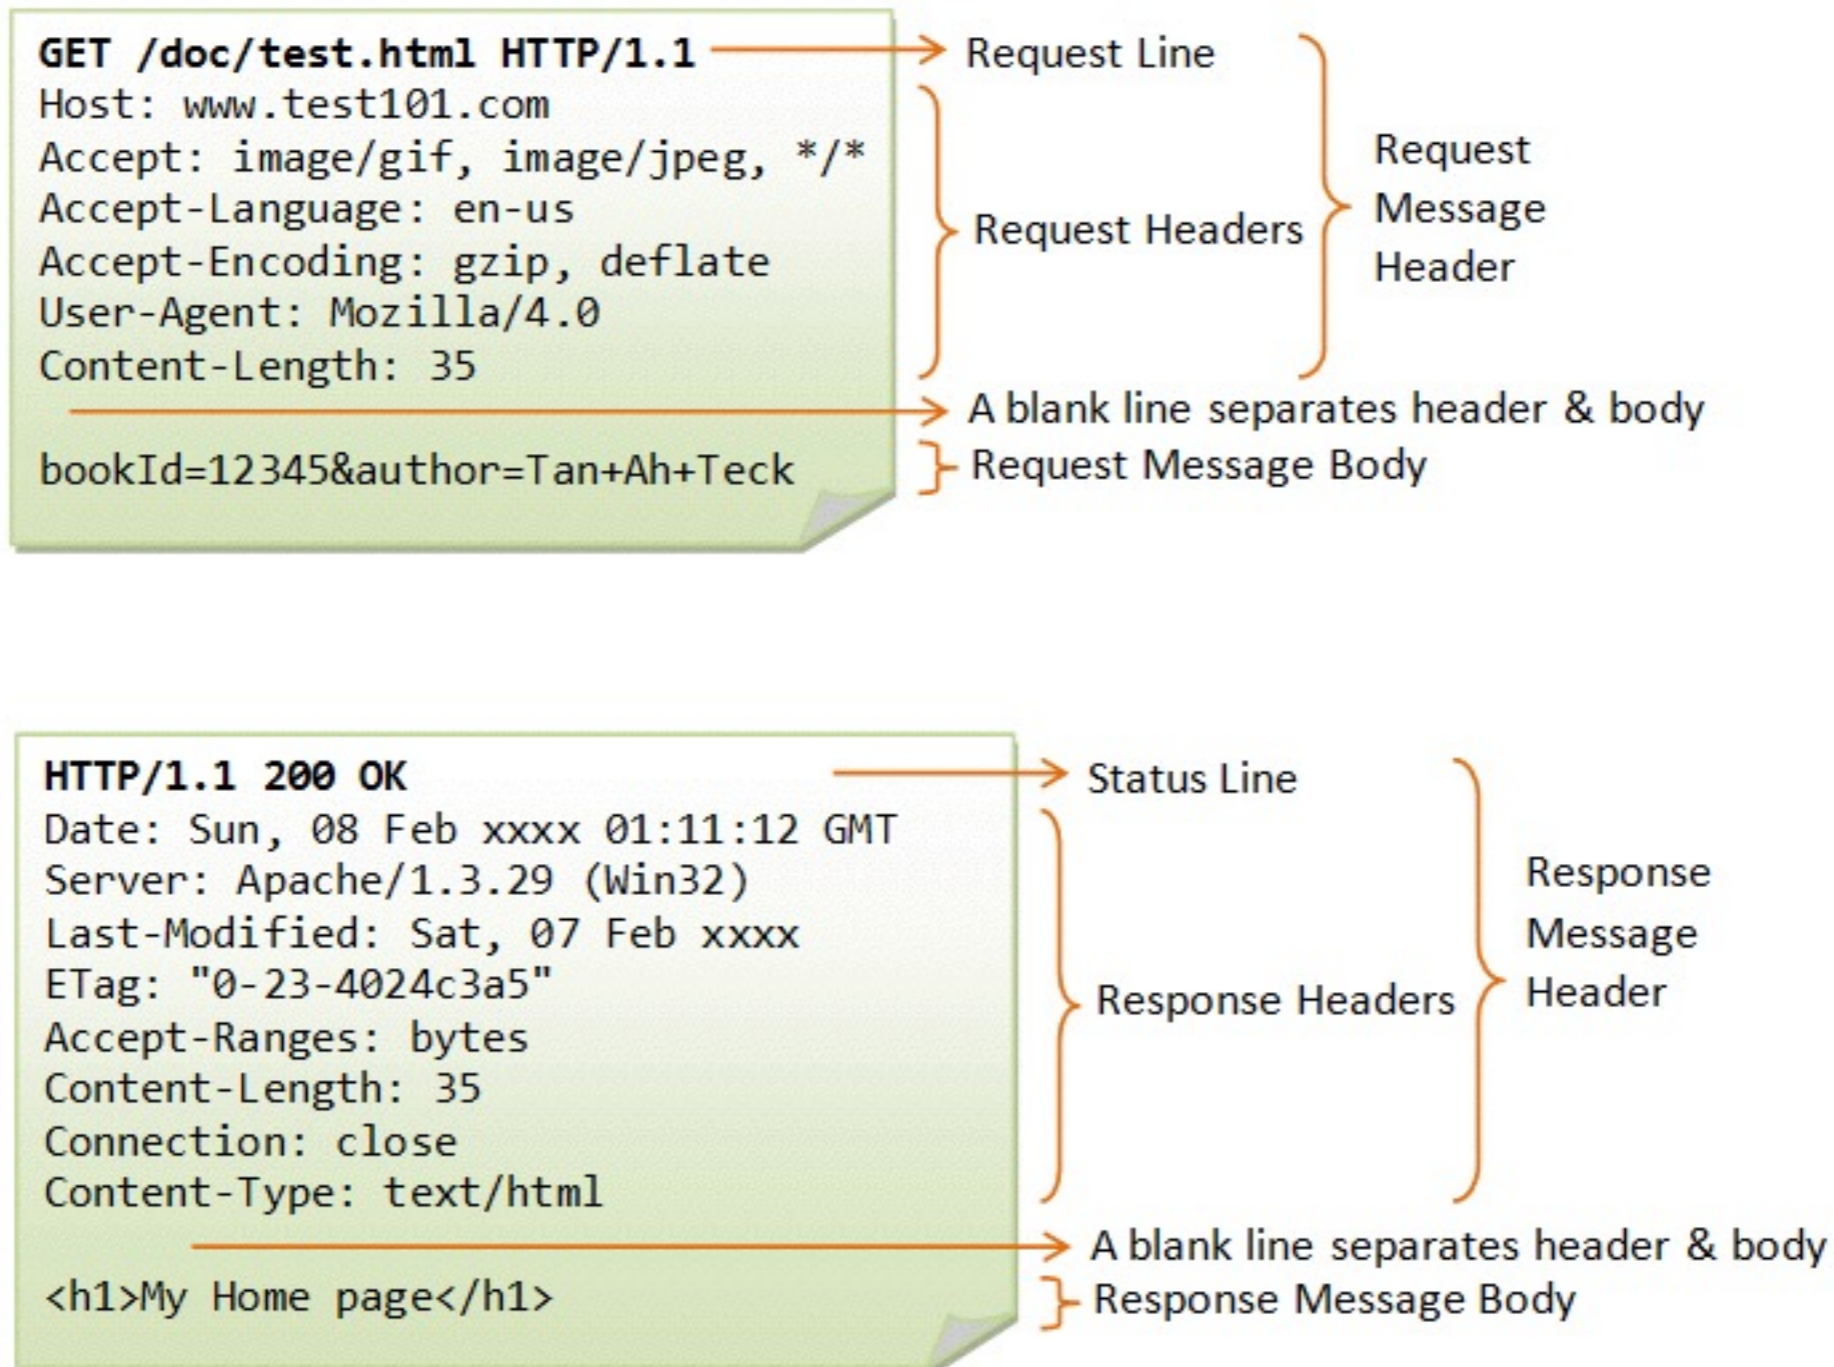 GET /doc/test.html HTTP/1.1
Request Line
Host: www.test101.com
Accept: image/gif, image/jpeg, */*
Accept-Language: en-us
Accept-Encoding: gzip, deflate
User-Agent: Mozilla/4.0
Content-Length: 35
Request Headers
Request
Message
Header
A blank line separates header & body
bookId=12345&author=Tan+Ah+Teck
Request Message Body
HTTP/1.1 200 OK
Status Line
Date: Sun, 08 Feb xxxx 01:11:12 GMT
Server: Apache/1.3.29 (Win32)
Last-Modified: Sat, 07 Feb xxxx
ETag: "0-23-4024c3a5"
Accept-Ranges: bytes
Content-Length: 35
Connection: close
Content-Type: text/html
Response Headers
Response
Message
Header
A blank line separates header & body
<h1>My Home page</h1>
Response Message Body